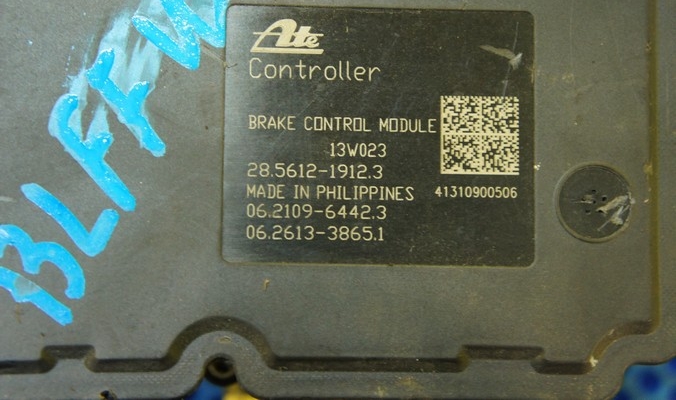 Ate
Controller
BRAKE CONTROL MODULE
13W023
28.5612-1912.3
MADE IN PHILIPPINES
41310900506
06.2109-6442.3
06.2613-3865.1
BLFFW